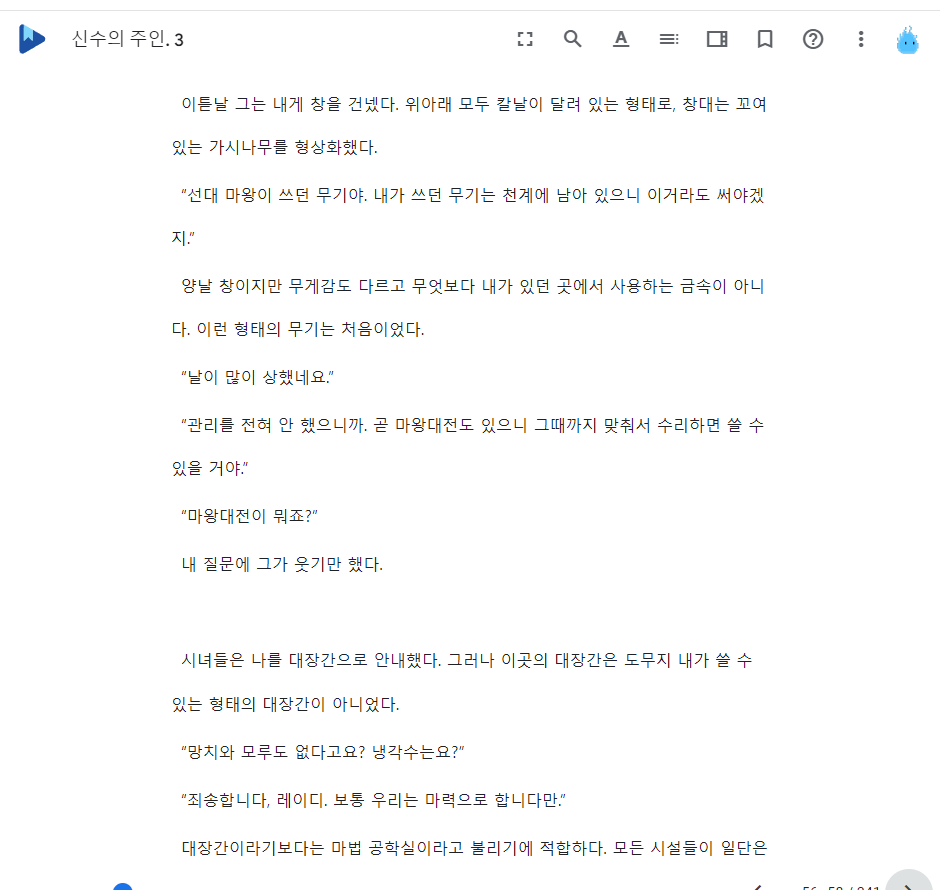 신수의 주인. 3
이튿날 그는 내게 창을 건넸다. 위아래 모두 칼날이 달려 있는 형태로, 창대는 꼬여
있는 가시나무를 형상화했다.
"선대 마왕이 쓰던 무기야. 내가 쓰던 무기는 천계에 남아 있으니 이거라도 써야겠
지."
양날 창이지만 무게감도 다르고 무엇보다 내가 있던 곳에서 사용하는 금속이 아니
다. 이런 형태의 무기는 처음이었다.
"날이 많이 상했네요."
"관리를 전혀 안 했으니까. 곧 마왕대전도 있으니 그때까지 맞춰서 수리하면 쓸 수
있을 거야."
"마왕대전이 뭐죠?"
내 질문에 그가 웃기만 했다.
시녀들은 나를 대장간으로 안내했다. 그러나 이곳의 대장간은 도무지 내가 쓸 수
있는 형태의 대장간이 아니었다.
"망치와 모루도 없다고요? 냉각수는요?"
"죄송합니다, 레이디. 보통 우리는 마력으로 합니다만."
대장간이라기보다는 마법 공학실이라고 불리기에 적합하다. 모든 시설들이 일단은